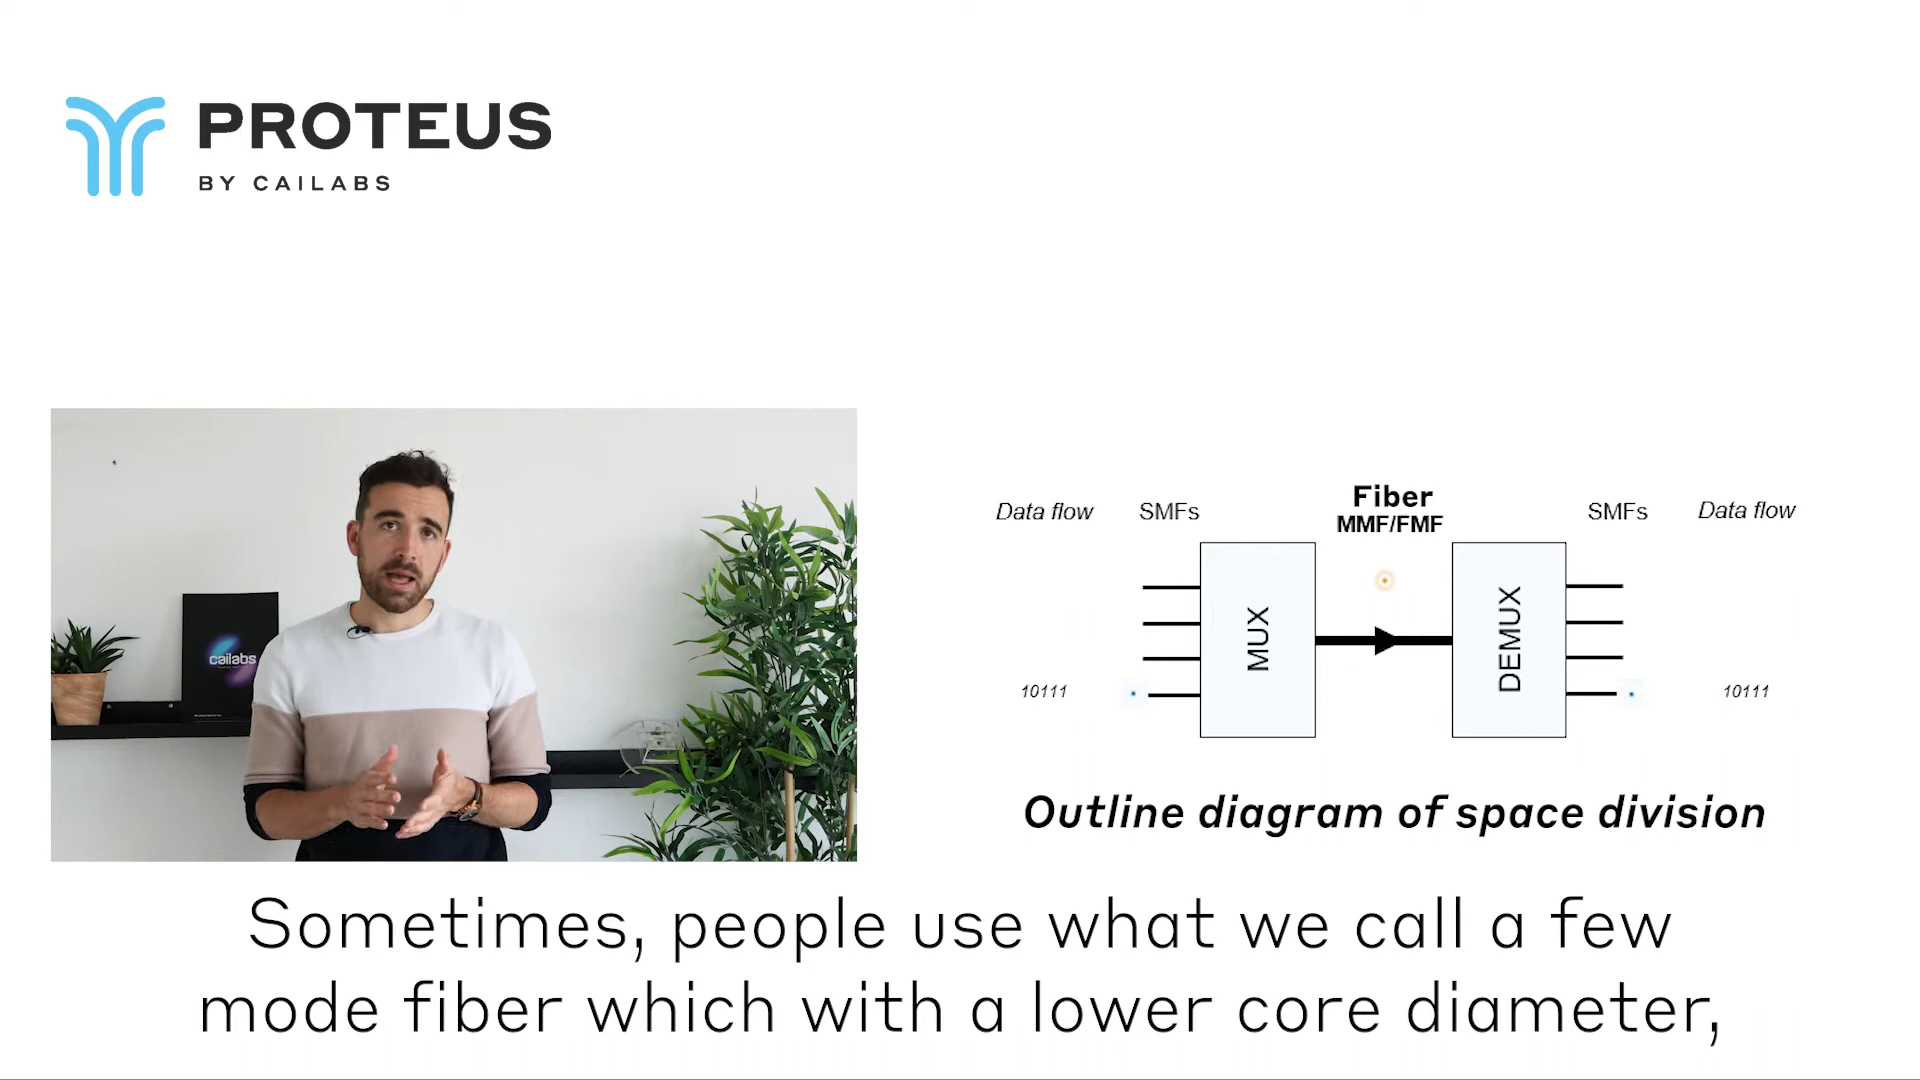 PROTEUS
BY CAILABS
cailabs
Data flow
SMFs
Fiber
MMF/FMF
SMFs
Data flow
MUX
DEMUX
10111
10111
Outline diagram of space division
Sometimes, people use what we call a few
mode fiber which with a lower core diameter,